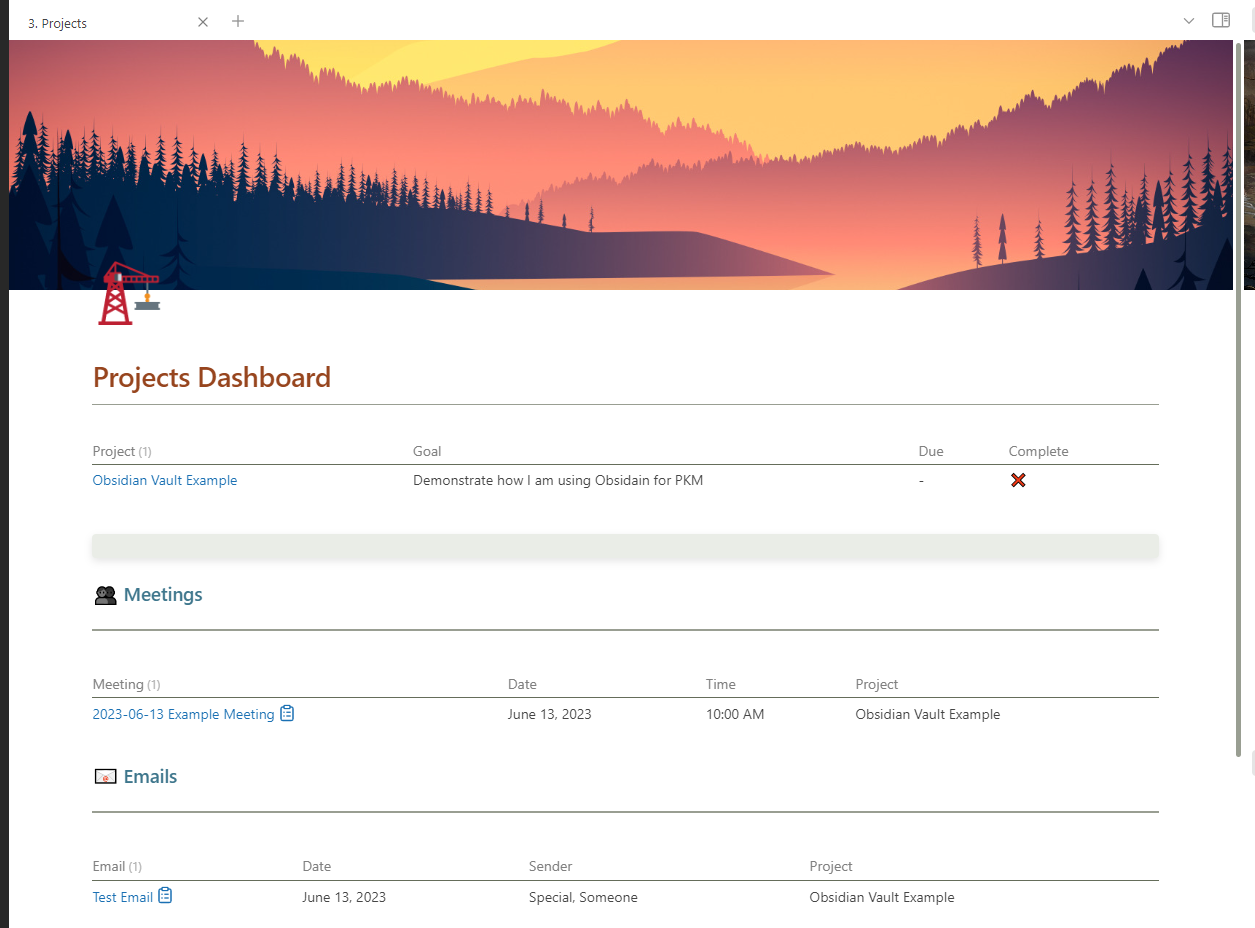 3. Projects
Projects Dashboard
Project (1) Goal Due Complete
Obsidian Vault Example Demonstrate how I am using Obsidain for PKM -
Meetings
Meeting (1) Date Time Project
2023-06-13 Example Meeting June 13, 2023 10:00 AM Obsidian Vault Example
Emails
Email (1) Date Sender Project
Test Email June 13, 2023 Special, Someone Obsidian Vault Example